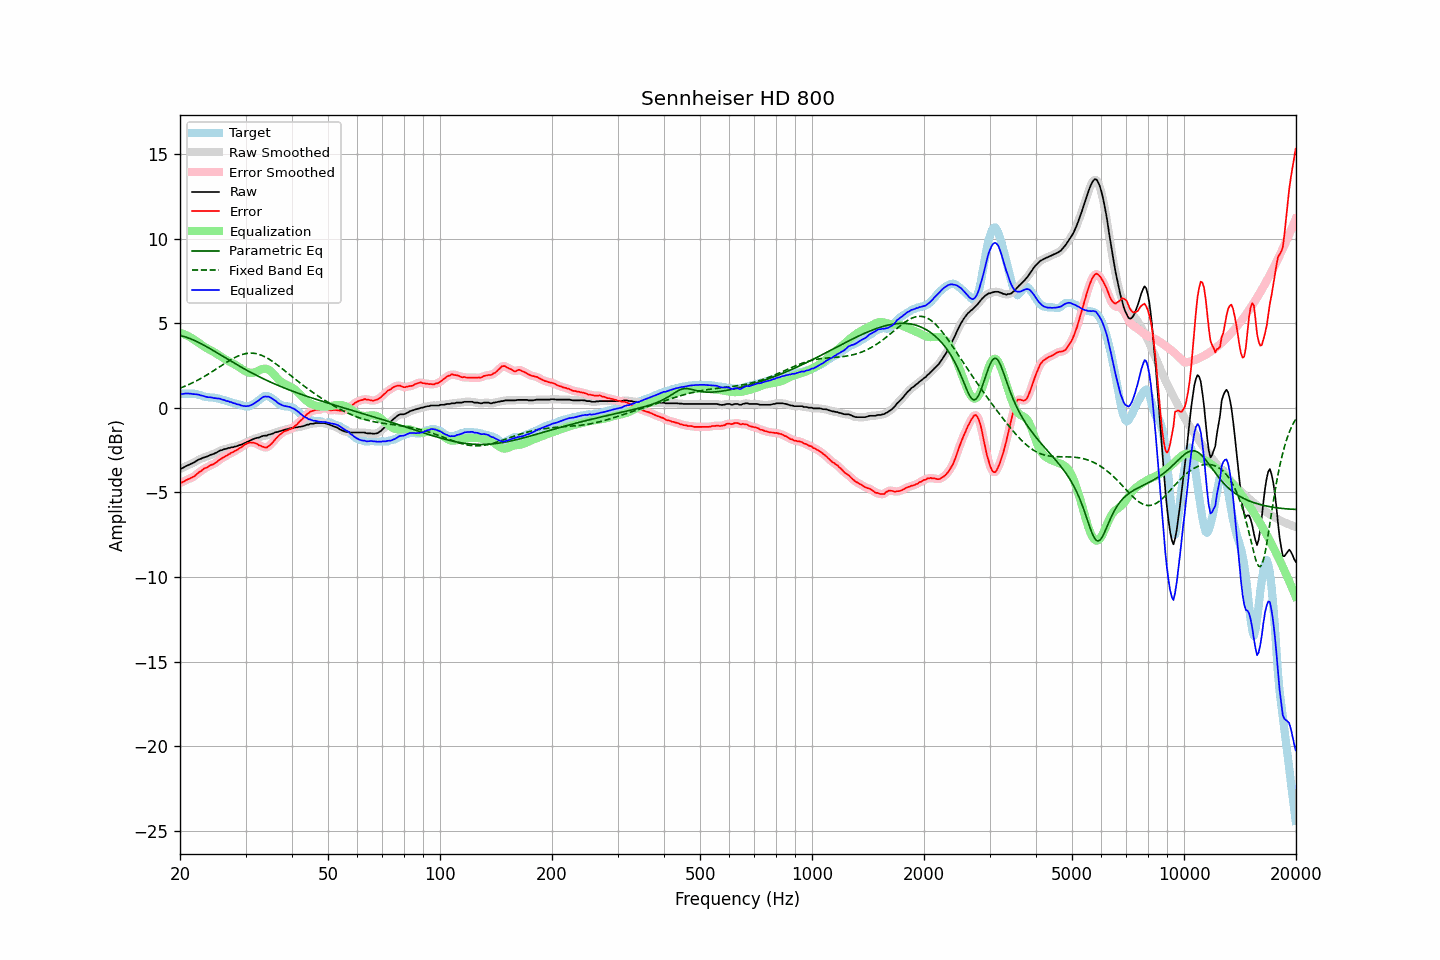 Sennheiser HD 800
Target
Raw Smoothed
Error Smoothed
Raw
Error
Equalization
Parametric Eq
Fixed Band Eq
Equalized
Amplitude (dBr)
15
10
5
0
−5
−10
−15
−20
−25
20 50 100 200 500 1000 2000 5000 10000 20000
Frequency (Hz)